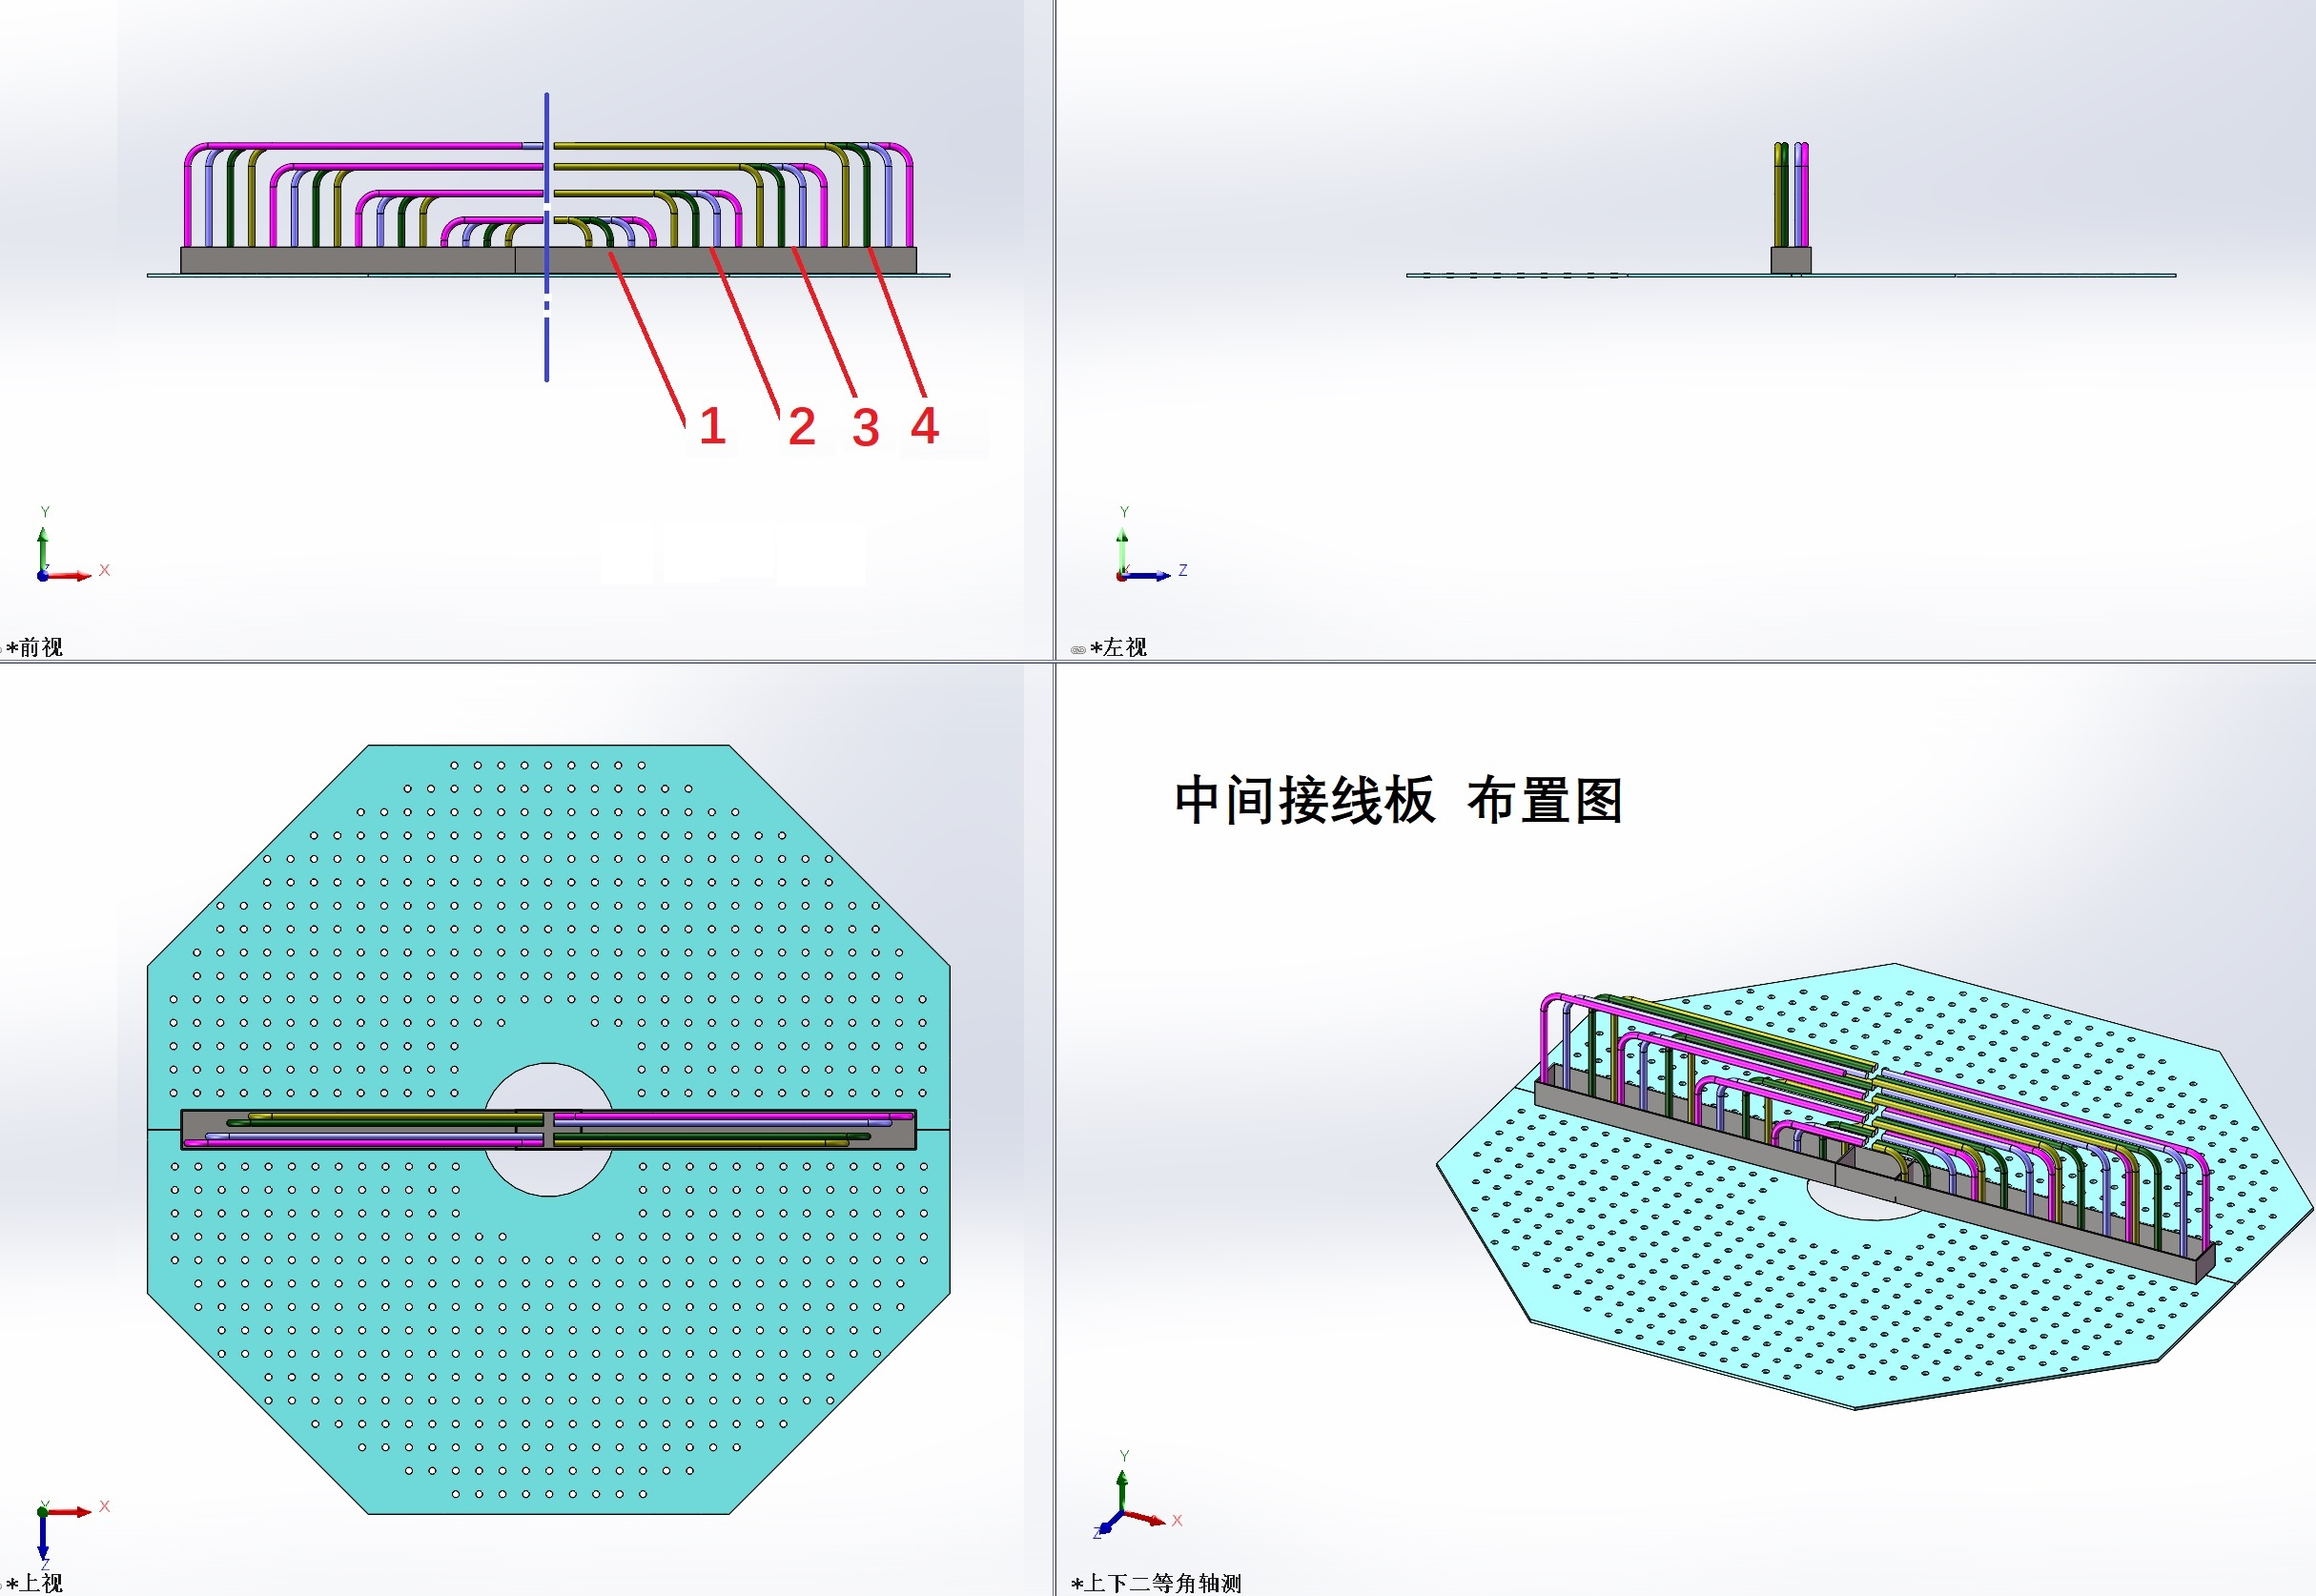 1 2 3 4
Y
Z X
*前视
Y
X Z
*左视
中间接线板 布置图
Y X
Z
*上视
Y
X
Z
*上下二等角轴测